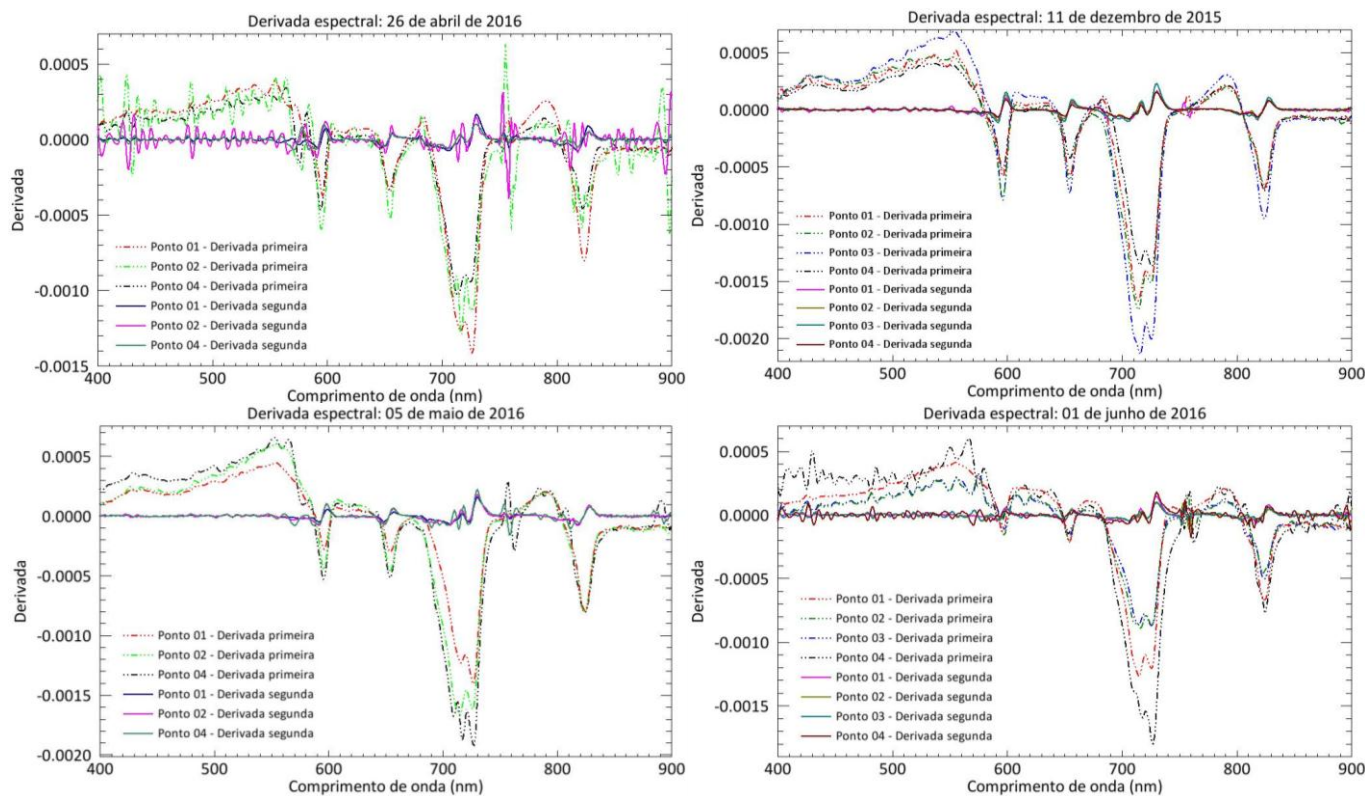 Derivada espectral: 26 de abril de 2016
0.0005
0.0000
-0.0005
-0.0010
-0.0015
Derivada
Ponto 01 - Derivada primeira
Ponto 02 - Derivada primeira
Ponto 04 - Derivada primeira
Ponto 01 - Derivada segunda
Ponto 02 - Derivada segunda
Ponto 04 - Derivada segunda
400 500 600 700 800 900
Comprimento de onda (nm)
Derivada espectral: 11 de dezembro de 2015
0.0005
0.0000
-0.0005
-0.0010
-0.0015
-0.0020
Derivada
Ponto 01 - Derivada primeira
Ponto 02 - Derivada primeira
Ponto 03 - Derivada primeira
Ponto 04 - Derivada primeira
Ponto 01 - Derivada segunda
Ponto 02 - Derivada segunda
Ponto 03 - Derivada segunda
Ponto 04 - Derivada segunda
400 500 600 700 800 900
Comprimento de onda (nm)
Derivada espectral: 05 de maio de 2016
0.0005
0.0000
-0.0005
-0.0010
-0.0015
-0.0020
Derivada
Ponto 01 - Derivada primeira
Ponto 02 - Derivada primeira
Ponto 04 - Derivada primeira
Ponto 01 - Derivada segunda
Ponto 02 - Derivada segunda
Ponto 04 - Derivada segunda
400 500 600 700 800 900
Comprimento de onda (nm)
Derivada espectral: 01 de junho de 2016
0.0005
0.0000
-0.0005
-0.0010
-0.0015
Derivada
Ponto 01 - Derivada primeira
Ponto 02 - Derivada primeira
Ponto 03 - Derivada primeira
Ponto 04 - Derivada primeira
Ponto 01 - Derivada segunda
Ponto 02 - Derivada segunda
Ponto 03 - Derivada segunda
Ponto 04 - Derivada segunda
400 500 600 700 800 900
Comprimento de onda (nm)